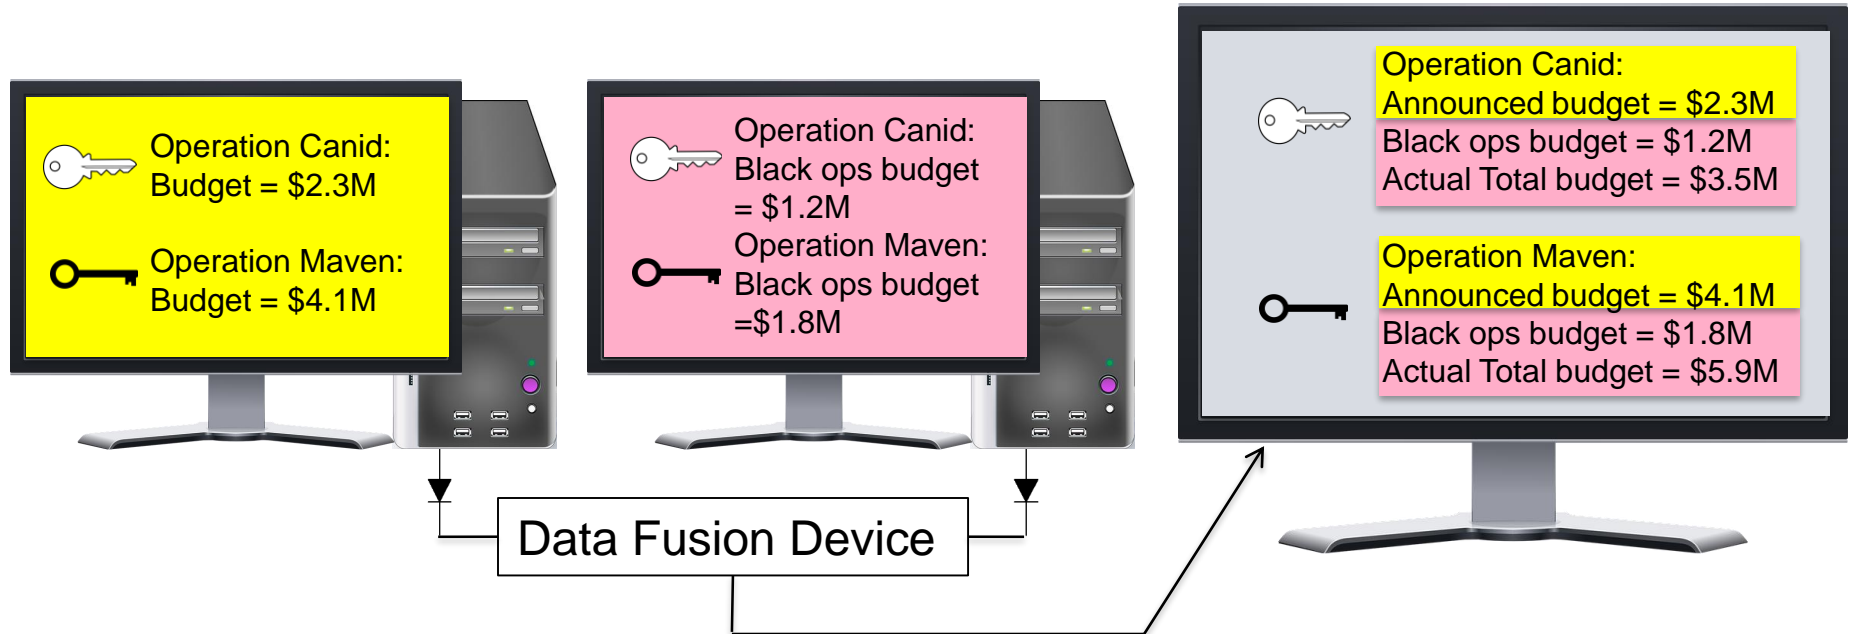 Operation Canid:
Budget = $2.3M
Operation Maven:
Budget = $4.1M
Operation Canid:
Black ops budget
= $1.2M
Operation Maven:
Black ops budget
=$1.8M
Operation Canid:
Announced budget = $2.3M
Black ops budget = $1.2M
Actual Total budget = $3.5M
Operation Maven:
Announced budget = $4.1M
Black ops budget = $1.8M
Actual Total budget = $5.9M
Data Fusion Device